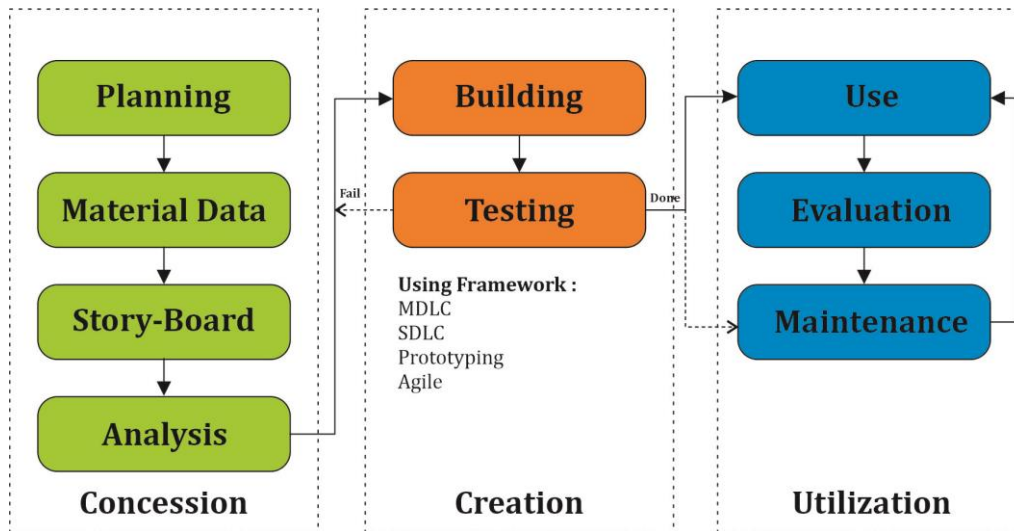 Planning
Material Data
Story-Board
Analysis
Concession
Building
Fail
Testing
Done
Using Framework :
MDLC
SDLC
Prototyping
Agile
Creation
Use
Evaluation
Maintenance
Utilization